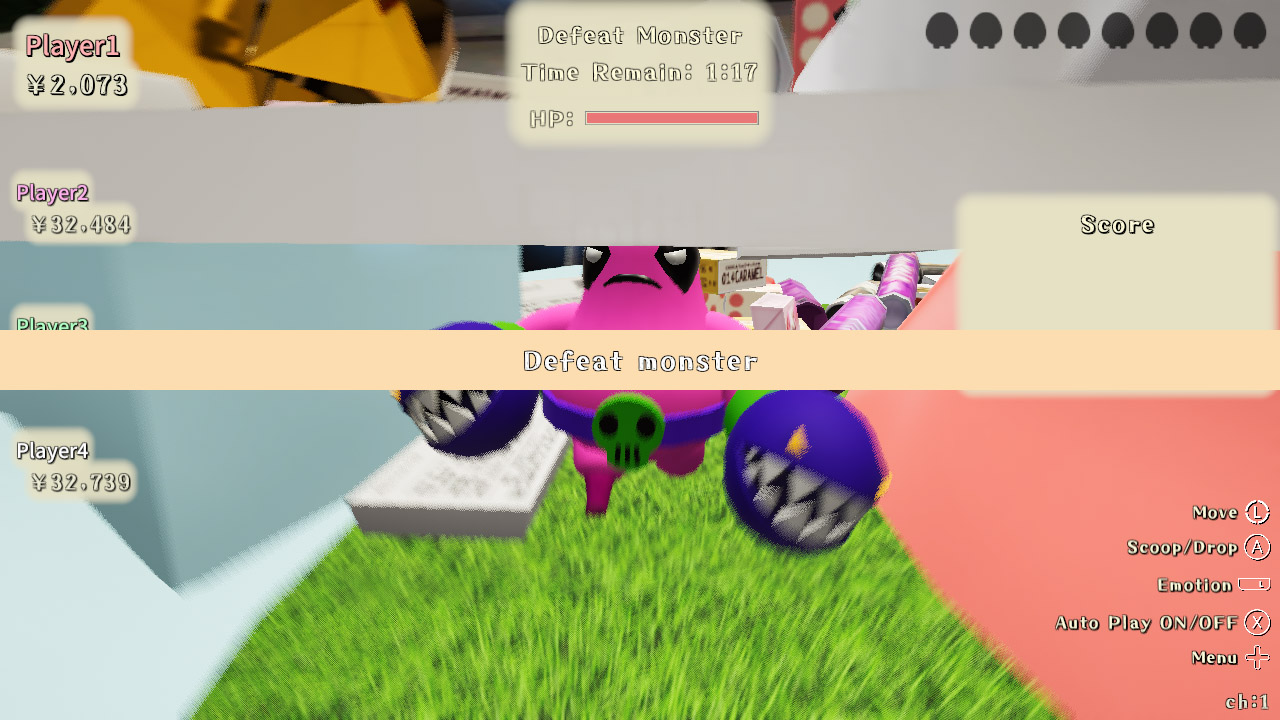 Player1
¥2.073
Defeat Monster
Time Remain: 1:17
HP:
Player2
¥32.484
Score
014CARAMEL
Player3
Defeat monster
Player4
¥32.739
Move L
Scoop/Drop A
Emotion L
Auto Play ON/OFF X
Menu
ch:1